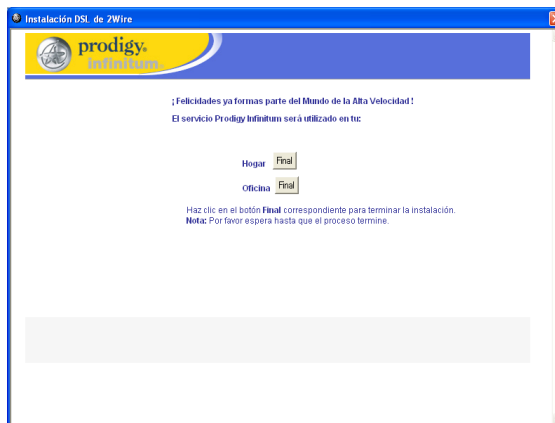 Instalación DSL de 2Wire
prodigy.
infinitum.
¡ Felicidades ya formas parte del Mundo de la Alta Velocidad !
El servicio Prodigy Infinitum será utilizado en tu:
Hogar Final
Oficina Final
Haz clic en el botón Final correspondiente para terminar la instalación.
Nota: Por favor espera hasta que el proceso termine.